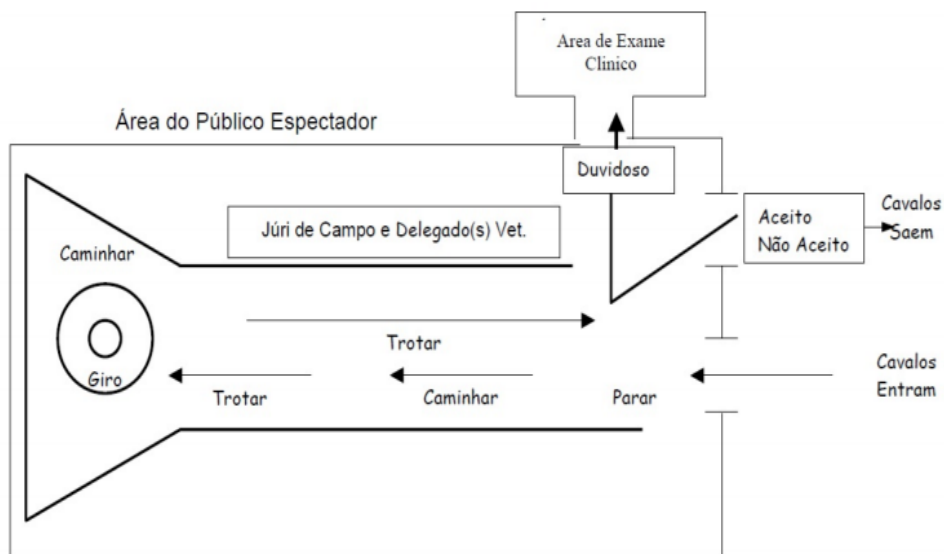 Area de Exame
Clinico
Área do Público Espectador
Duvidoso
Júri de Campo e Delegado(s) Vet.
Aceito
Não Aceito
Cavalos
Saem
Caminhar
Giro
Trotar
Trotar
Caminhar
Parar
Cavalos
Entram